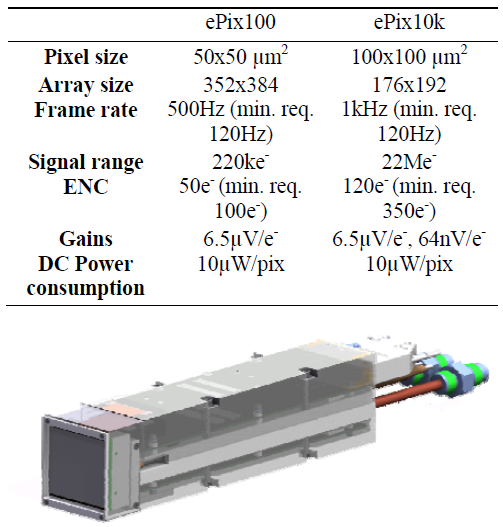 ePix100 ePix10k
Pixel size 50x50 µm² 100x100 µm²
Array size 352x384 176x192
Frame rate 500Hz (min. req. 1kHz (min. req.
120Hz) 120Hz)
Signal range 220ke⁻ 22Me⁻
ENC 50e⁻ (min. req. 120e⁻ (min. req.
100e⁻) 350e⁻)
Gains 6.5µV/e⁻ 6.5µV/e⁻, 64nV/e⁻
DC Power 10µW/pix 10µW/pix
consumption